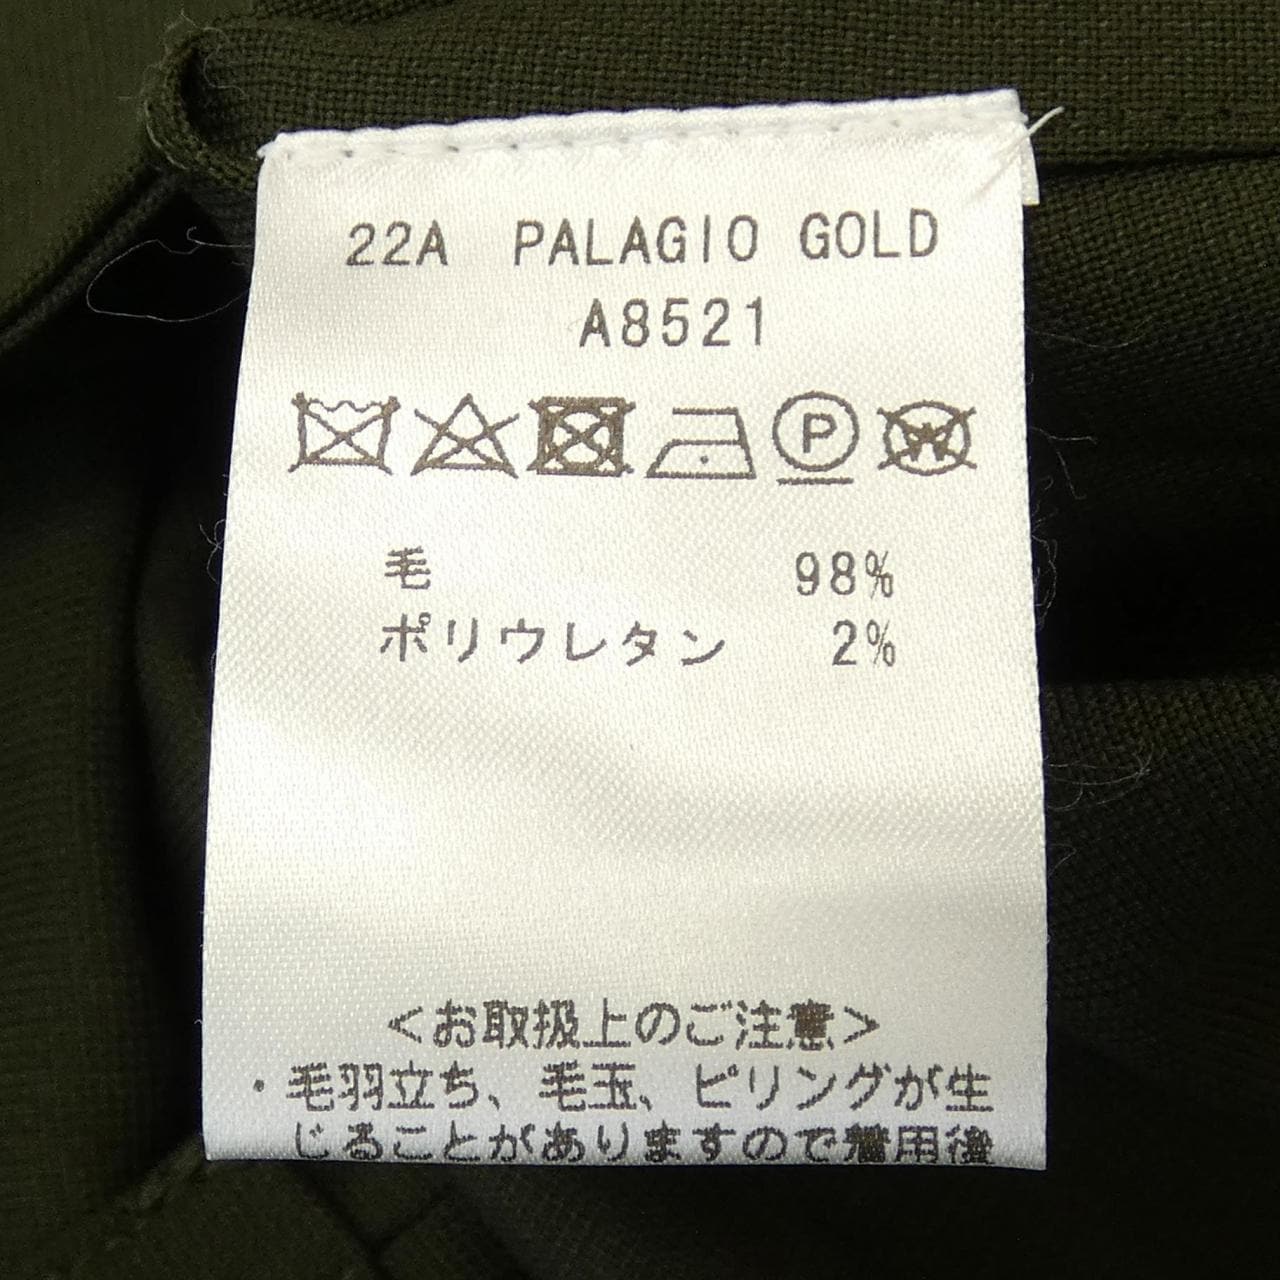 22A PALAGIO GOLD
A8521
P W
毛 98%
ポリウレタン 2%
<お取扱上のご注意>
・毛羽立ち、毛玉、ピリングが生
じることがありますので着用後